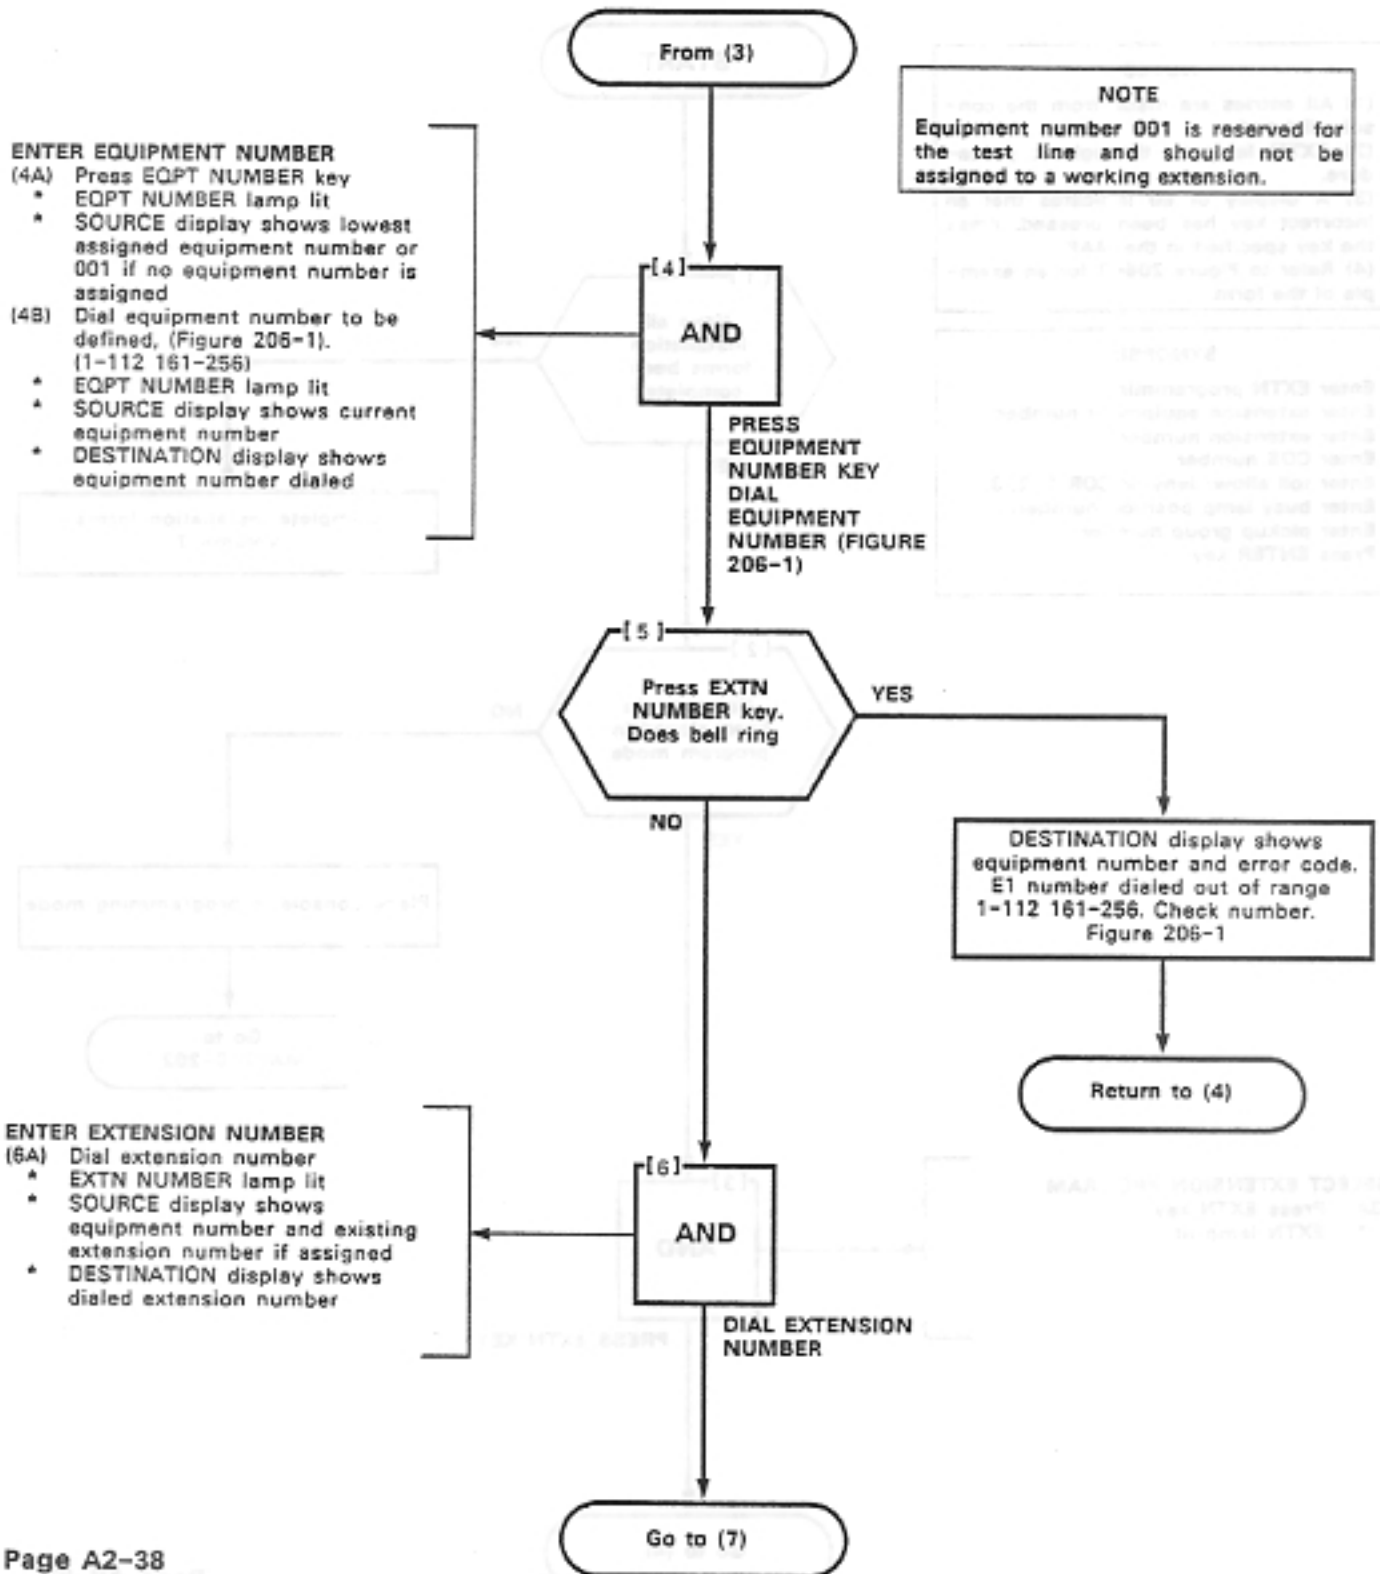 From (3)
NOTE
Equipment number 001 is reserved for
the test line and should not be
assigned to a working extension.
ENTER EQUIPMENT NUMBER
(4A) Press EQPT NUMBER key
* EQPT NUMBER lamp lit
* SOURCE display shows lowest
assigned equipment number or
001 if no equipment number is
assigned
(4B) Dial equipment number to be
defined, (Figure 206-1).
(1-112 161-256)
* EQPT NUMBER lamp lit
* SOURCE display shows current
equipment number
* DESTINATION display shows
equipment number dialed
[4]
AND
PRESS
EQUIPMENT
NUMBER KEY
DIAL
EQUIPMENT
NUMBER (FIGURE
206-1)
[5]
Press EXTN
NUMBER key.
Does bell ring
YES
NO
DESTINATION display shows
equipment number and error code.
E1 number dialed out of range
1-112 161-256. Check number.
Figure 206-1
Return to (4)
ENTER EXTENSION NUMBER
(6A) Dial extension number
* EXTN NUMBER lamp lit
* SOURCE display shows
equipment number and existing
extension number if assigned
* DESTINATION display shows
dialed extension number
[6]
AND
DIAL EXTENSION
NUMBER
Go to (7)
Page A2-38